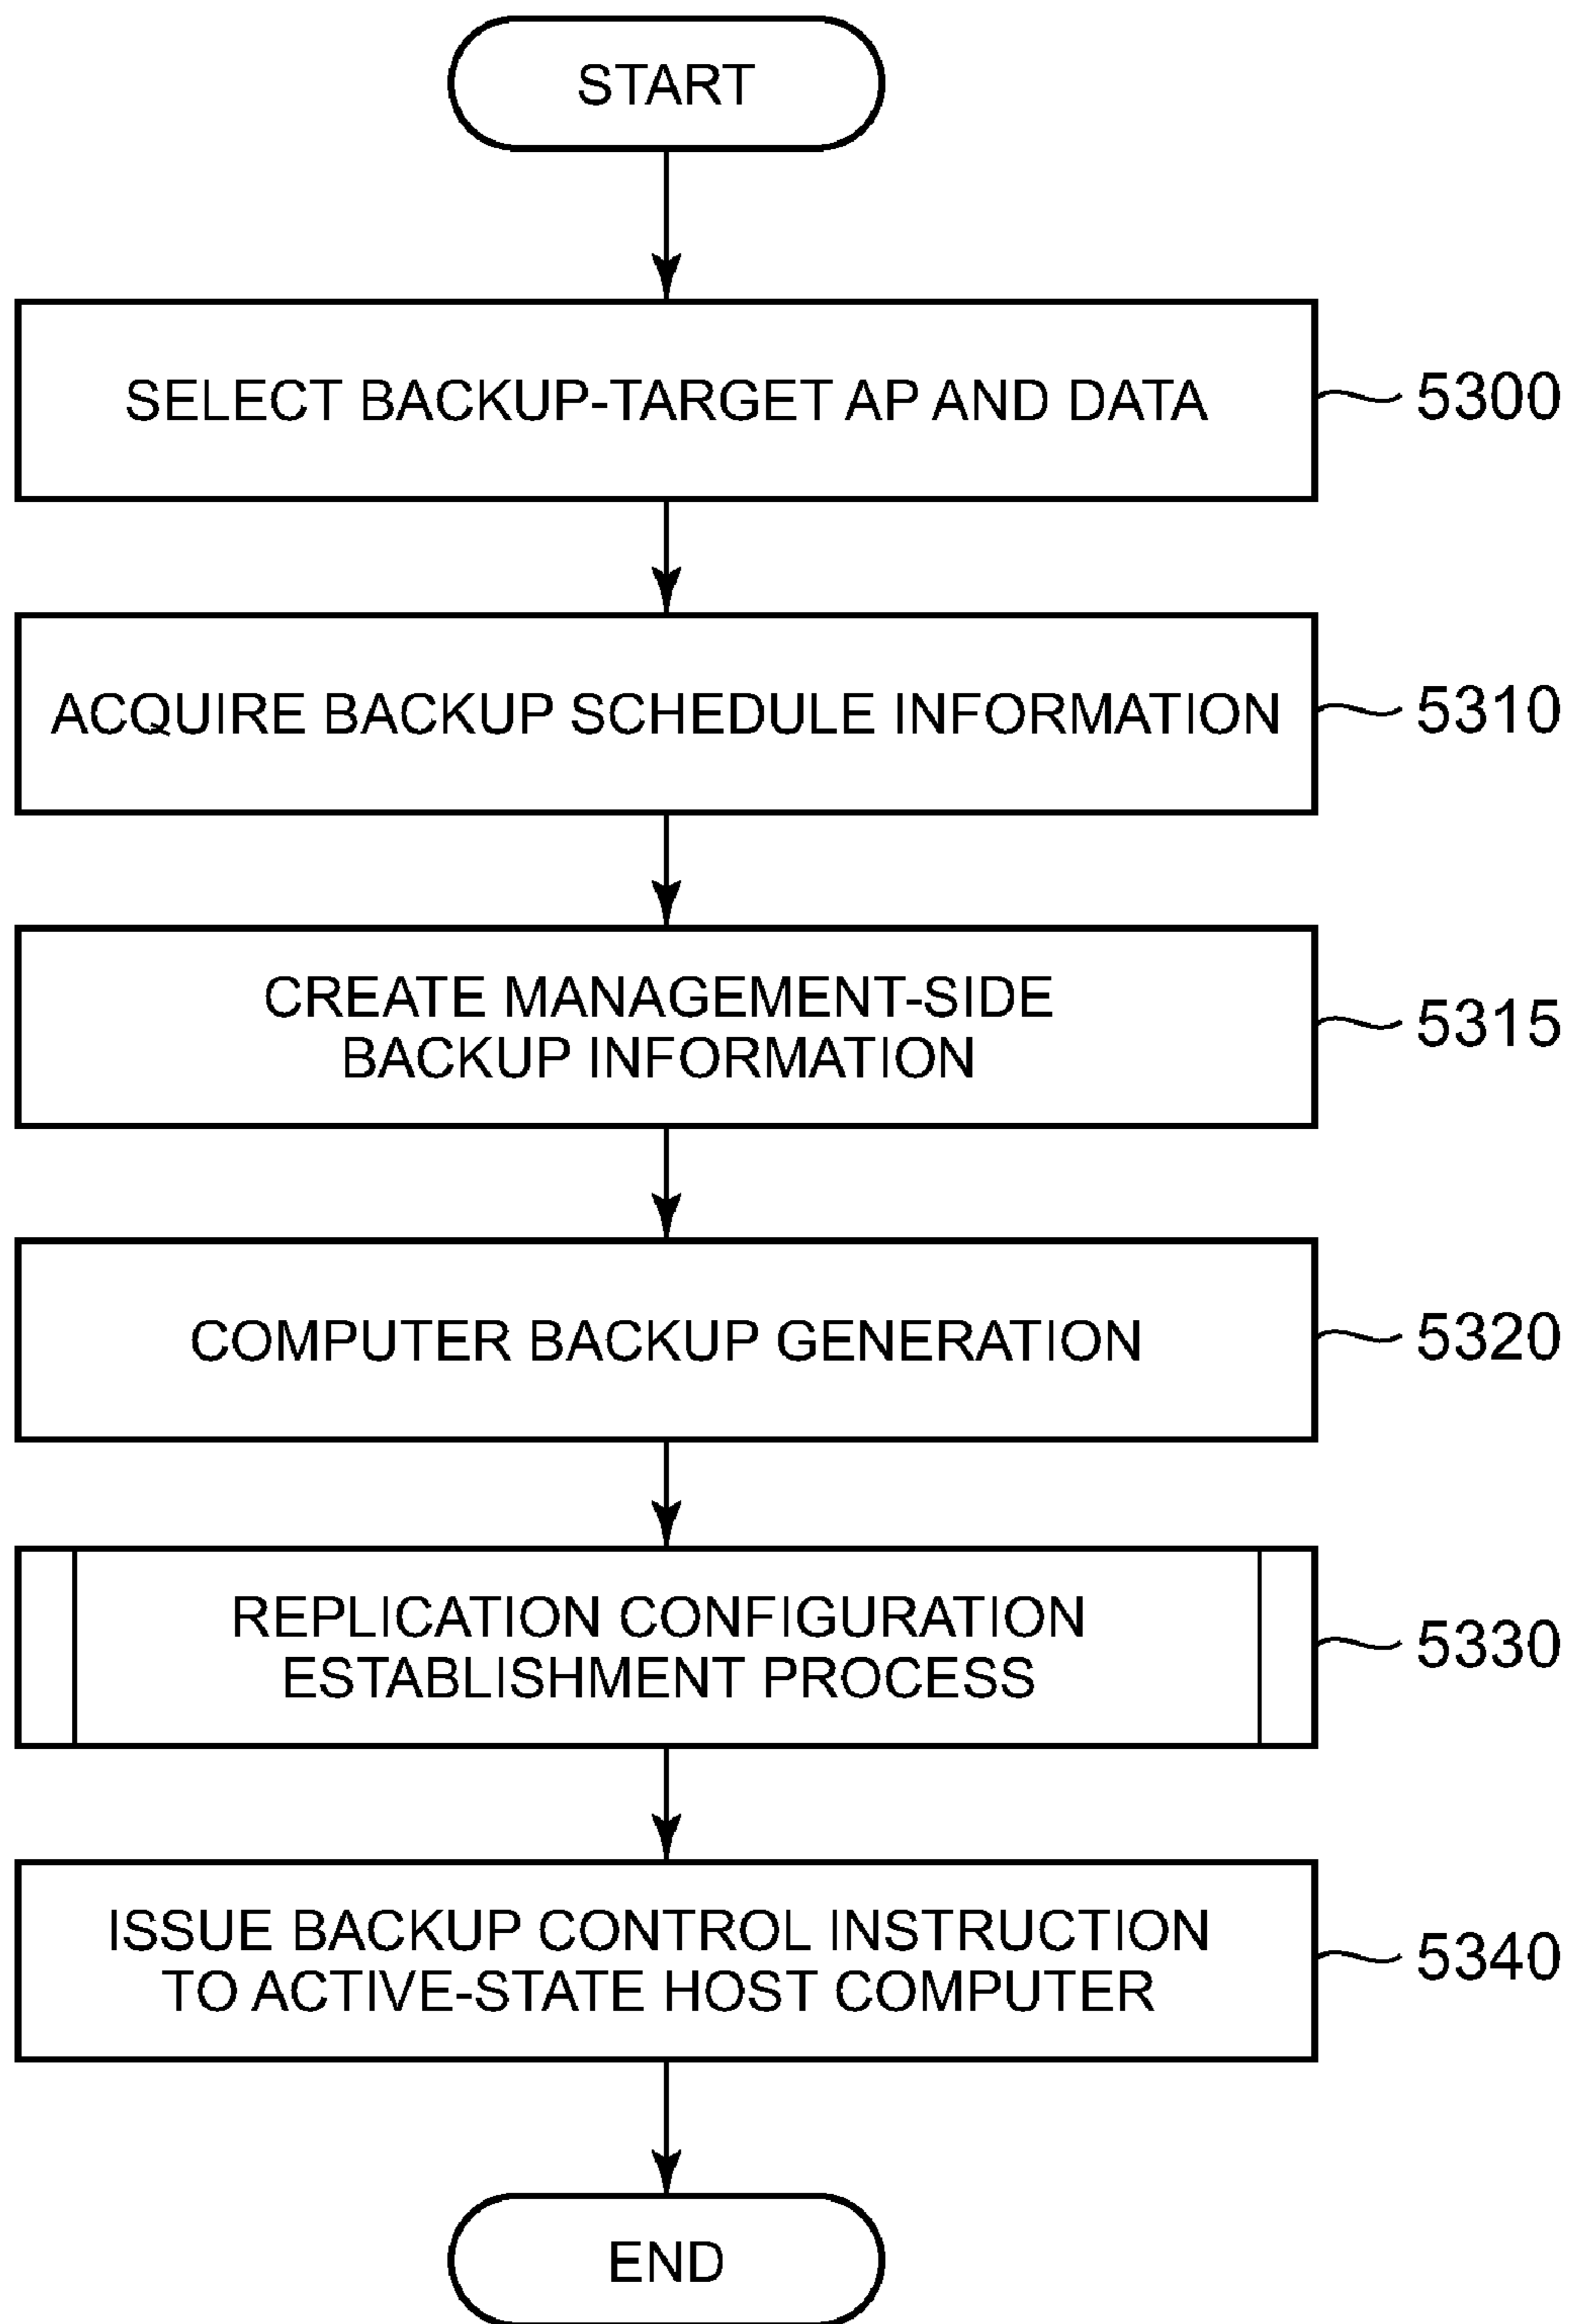 START
SELECT BACKUP-TARGET AP AND DATA
5300
ACQUIRE BACKUP SCHEDULE INFORMATION
5310
CREATE MANAGEMENT-SIDE
BACKUP INFORMATION
5315
COMPUTER BACKUP GENERATION
5320
REPLICATION CONFIGURATION
ESTABLISHMENT PROCESS
5330
ISSUE BACKUP CONTROL INSTRUCTION
TO ACTIVE-STATE HOST COMPUTER
5340
END